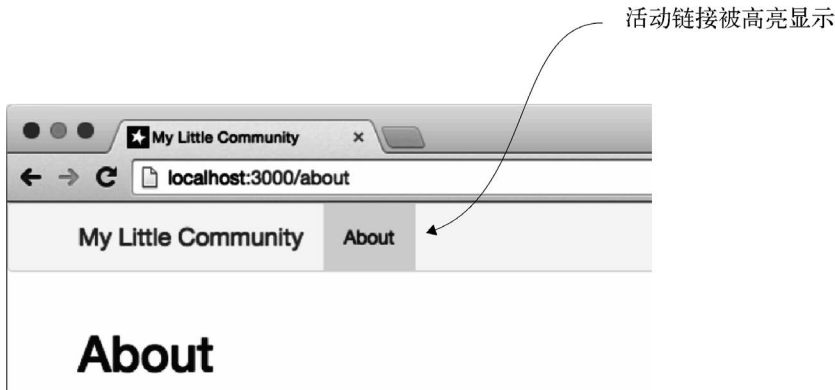 活动链接被高亮显示
My Little Community
localhost:3000/about
My Little Community About
About